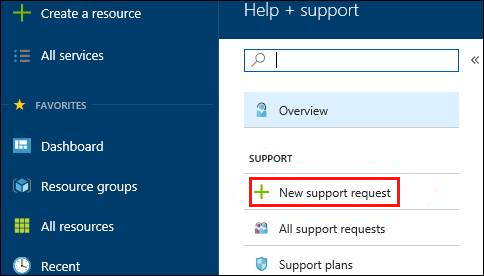 Create a resource
All services
FAVORITES
Dashboard
Resource groups
All resources
Recent
Help + support
Overview
SUPPORT
New support request
All support requests
Support plans